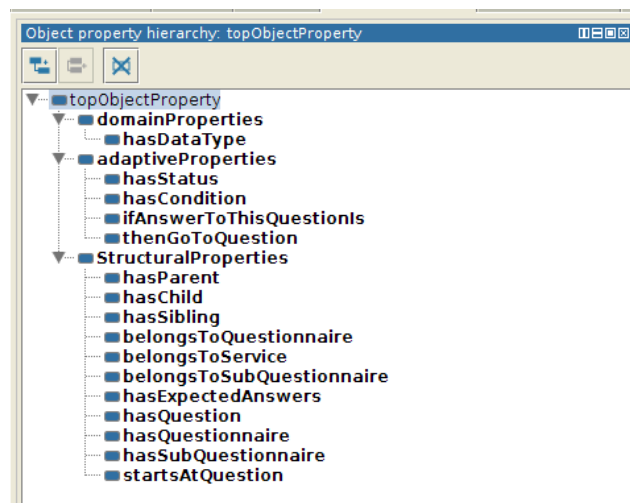 Object property hierarchy: topObjectProperty
topObjectProperty
domainProperties
hasDataType
adaptiveProperties
hasStatus
hasCondition
ifAnswerToThisQuestionIs
thenGoToQuestion
StructuralProperties
hasParent
hasChild
hasSibling
belongsToQuestionnaire
belongsToService
belongsToSubQuestionnaire
hasExpectedAnswers
hasQuestion
hasQuestionnaire
hasSubQuestionnaire
startsAtQuestion